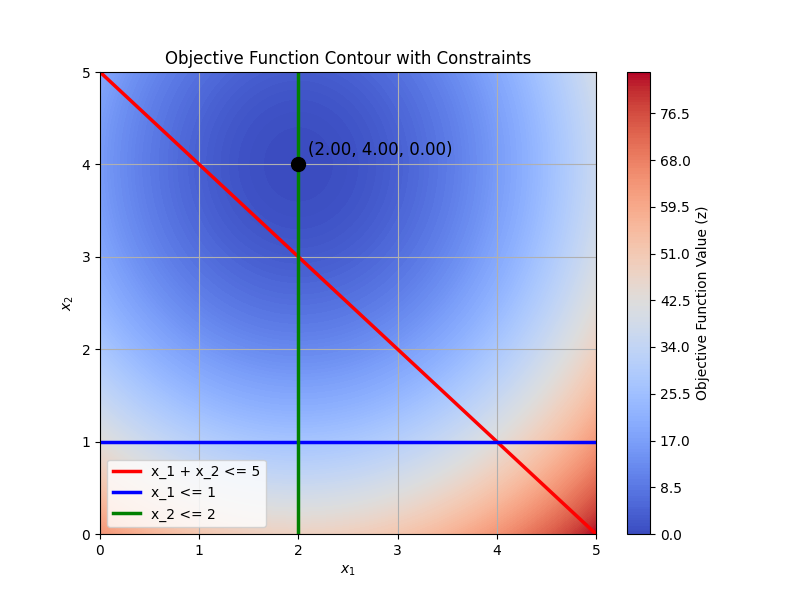 Objective Function Contour with Constraints
5
4
3
2
1
0
x_2
(2.00, 4.00, 0.00)
x_1 + x_2 <= 5
x_1 <= 1
x_2 <= 2
0 1 2 3 4 5
x_1
76.5
68.0
59.5
51.0
42.5
34.0
25.5
17.0
8.5
0.0
Objective Function Value (z)